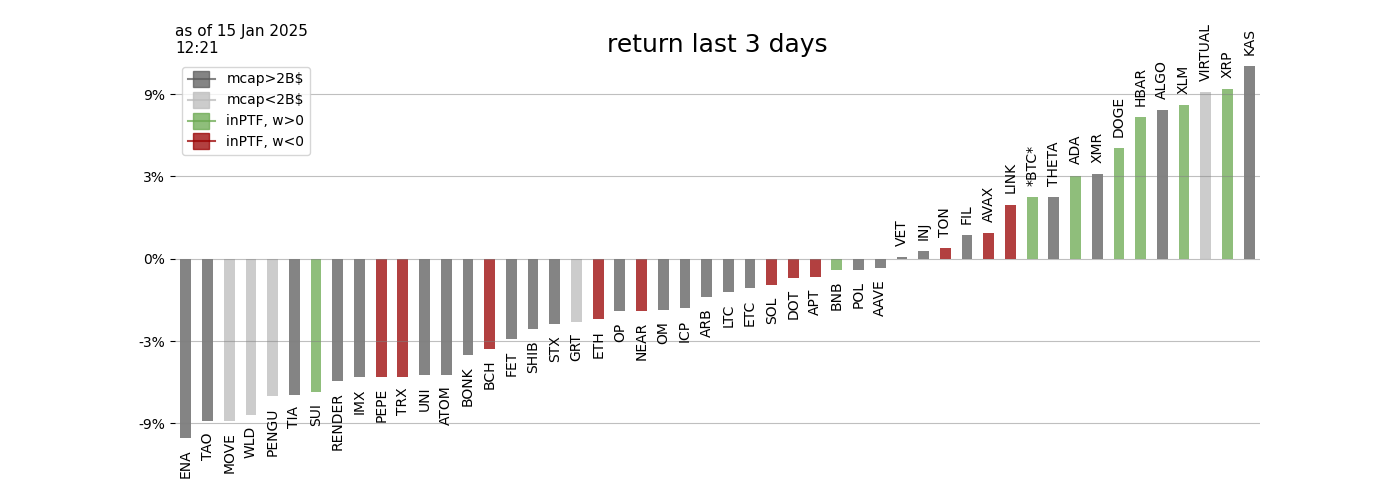 as of 15 Jan 2025
12:21
return last 3 days
mcap>2B$
mcap<2B$
inPTF, w>0
inPTF, w<0
9%
3%
0%
-3%
-9%
ENA
TAO
MOVE
WLD
PENGU
TIA
SUI
RENDER
IMX
PEPE
TRX
UNI
ATOM
BONK
BCH
FET
SHIB
STX
GRT
ETH
OP
NEAR
OM
ICP
ARB
LTC
ETC
SOL
DOT
APT
BNB
POL
AAVE
VET
INJ
TON
FIL
AVAX
LINK
*BTC*
THETA
ADA
XMR
DOGE
HBAR
ALGO
XLM
VIRTUAL
XRP
KAS